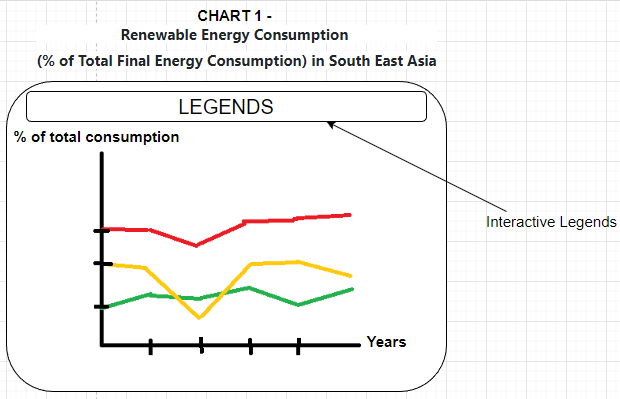 CHART 1 -
Renewable Energy Consumption
(% of Total Final Energy Consumption) in South East Asia
LEGENDS
% of total consumption
Interactive Legends
Years